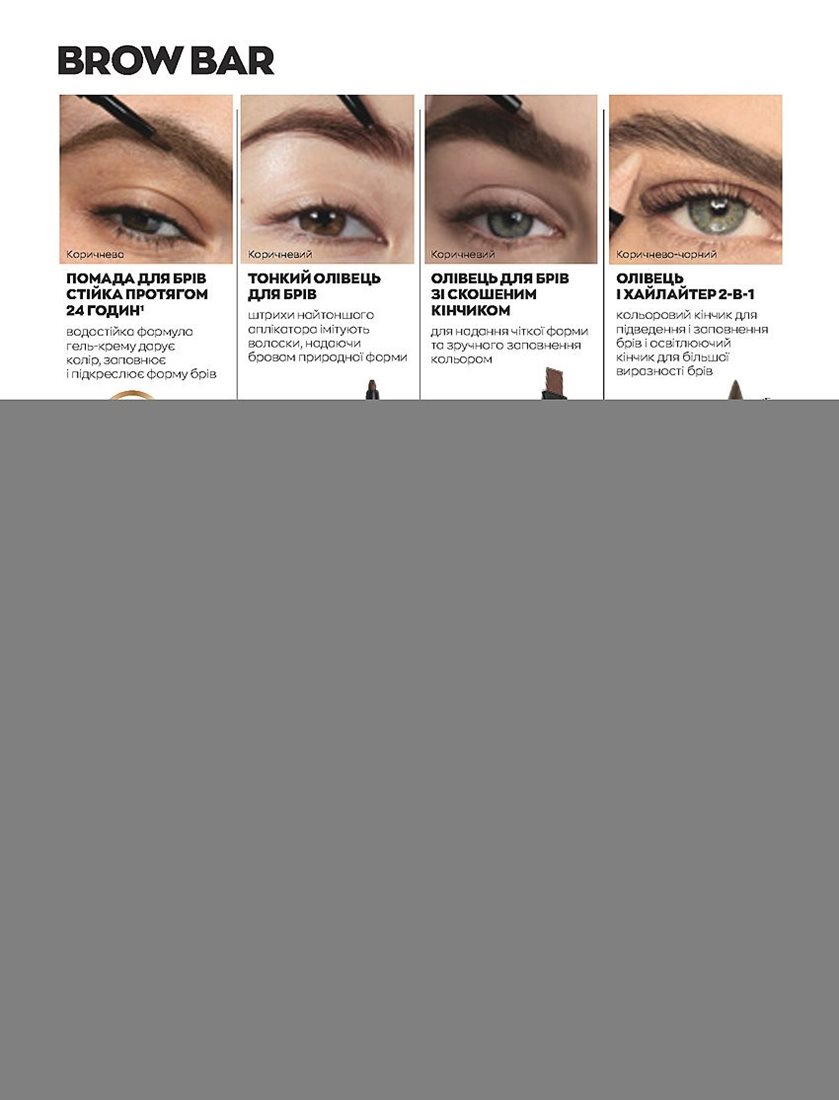 BROW BAR
Коричнева
ПОМАДА ДЛЯ БРІВ
СТІЙКА ПРОТЯГОМ
24 ГОДИН¹
водостійка формула
гель-крему дарує
колір, заповнює
і підкреслює форму брів
Коричневий
ТОНКИЙ ОЛІВЕЦЬ
ДЛЯ БРІВ
штрихи найтоншого
аплікатора імітують
волоски, надаючи
бровам природної форми
Коричневий
ОЛІВЕЦЬ ДЛЯ БРІВ
ЗІ СКОШЕНИМ
КІНЧИКОМ
для надання чіткої форми
та зручного заповнення
кольором
Коричнево-чорний
ОЛІВЕЦЬ
І ХАЙЛАЙТЕР 2-В-1
кольоровий кінчик для
підведення і заповнення
брів і освітлюючий
кінчик для більшої
виразності брів